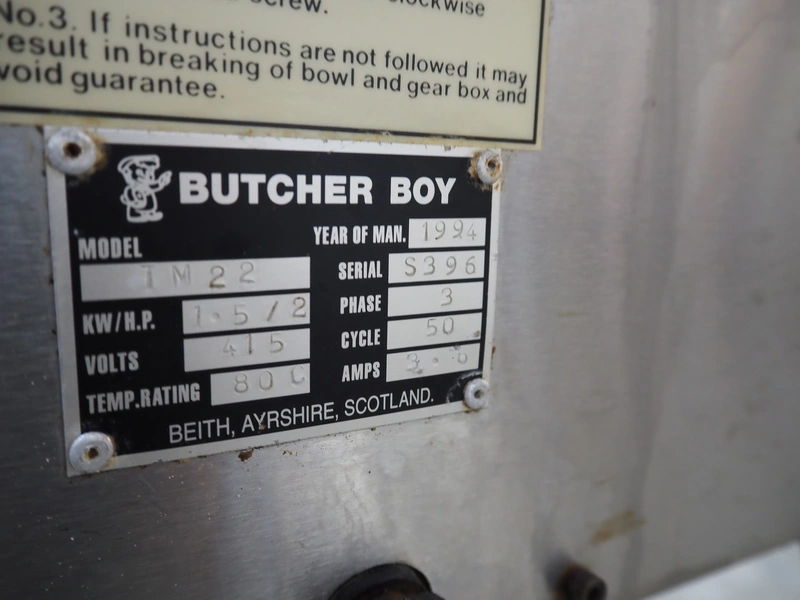 screw. clockwise
No.3. If instructions are not followed it may
result in breaking of bowl and gear box and
void guarantee.
BUTCHER BOY
YEAR OF MAN. 1994
MODEL
TM22
SERIAL S396
KW/H.P. 1.5/2
PHASE 3
VOLTS 415
CYCLE 50
TEMP.RATING 80C
AMPS
BEITH, AYRSHIRE, SCOTLAND.